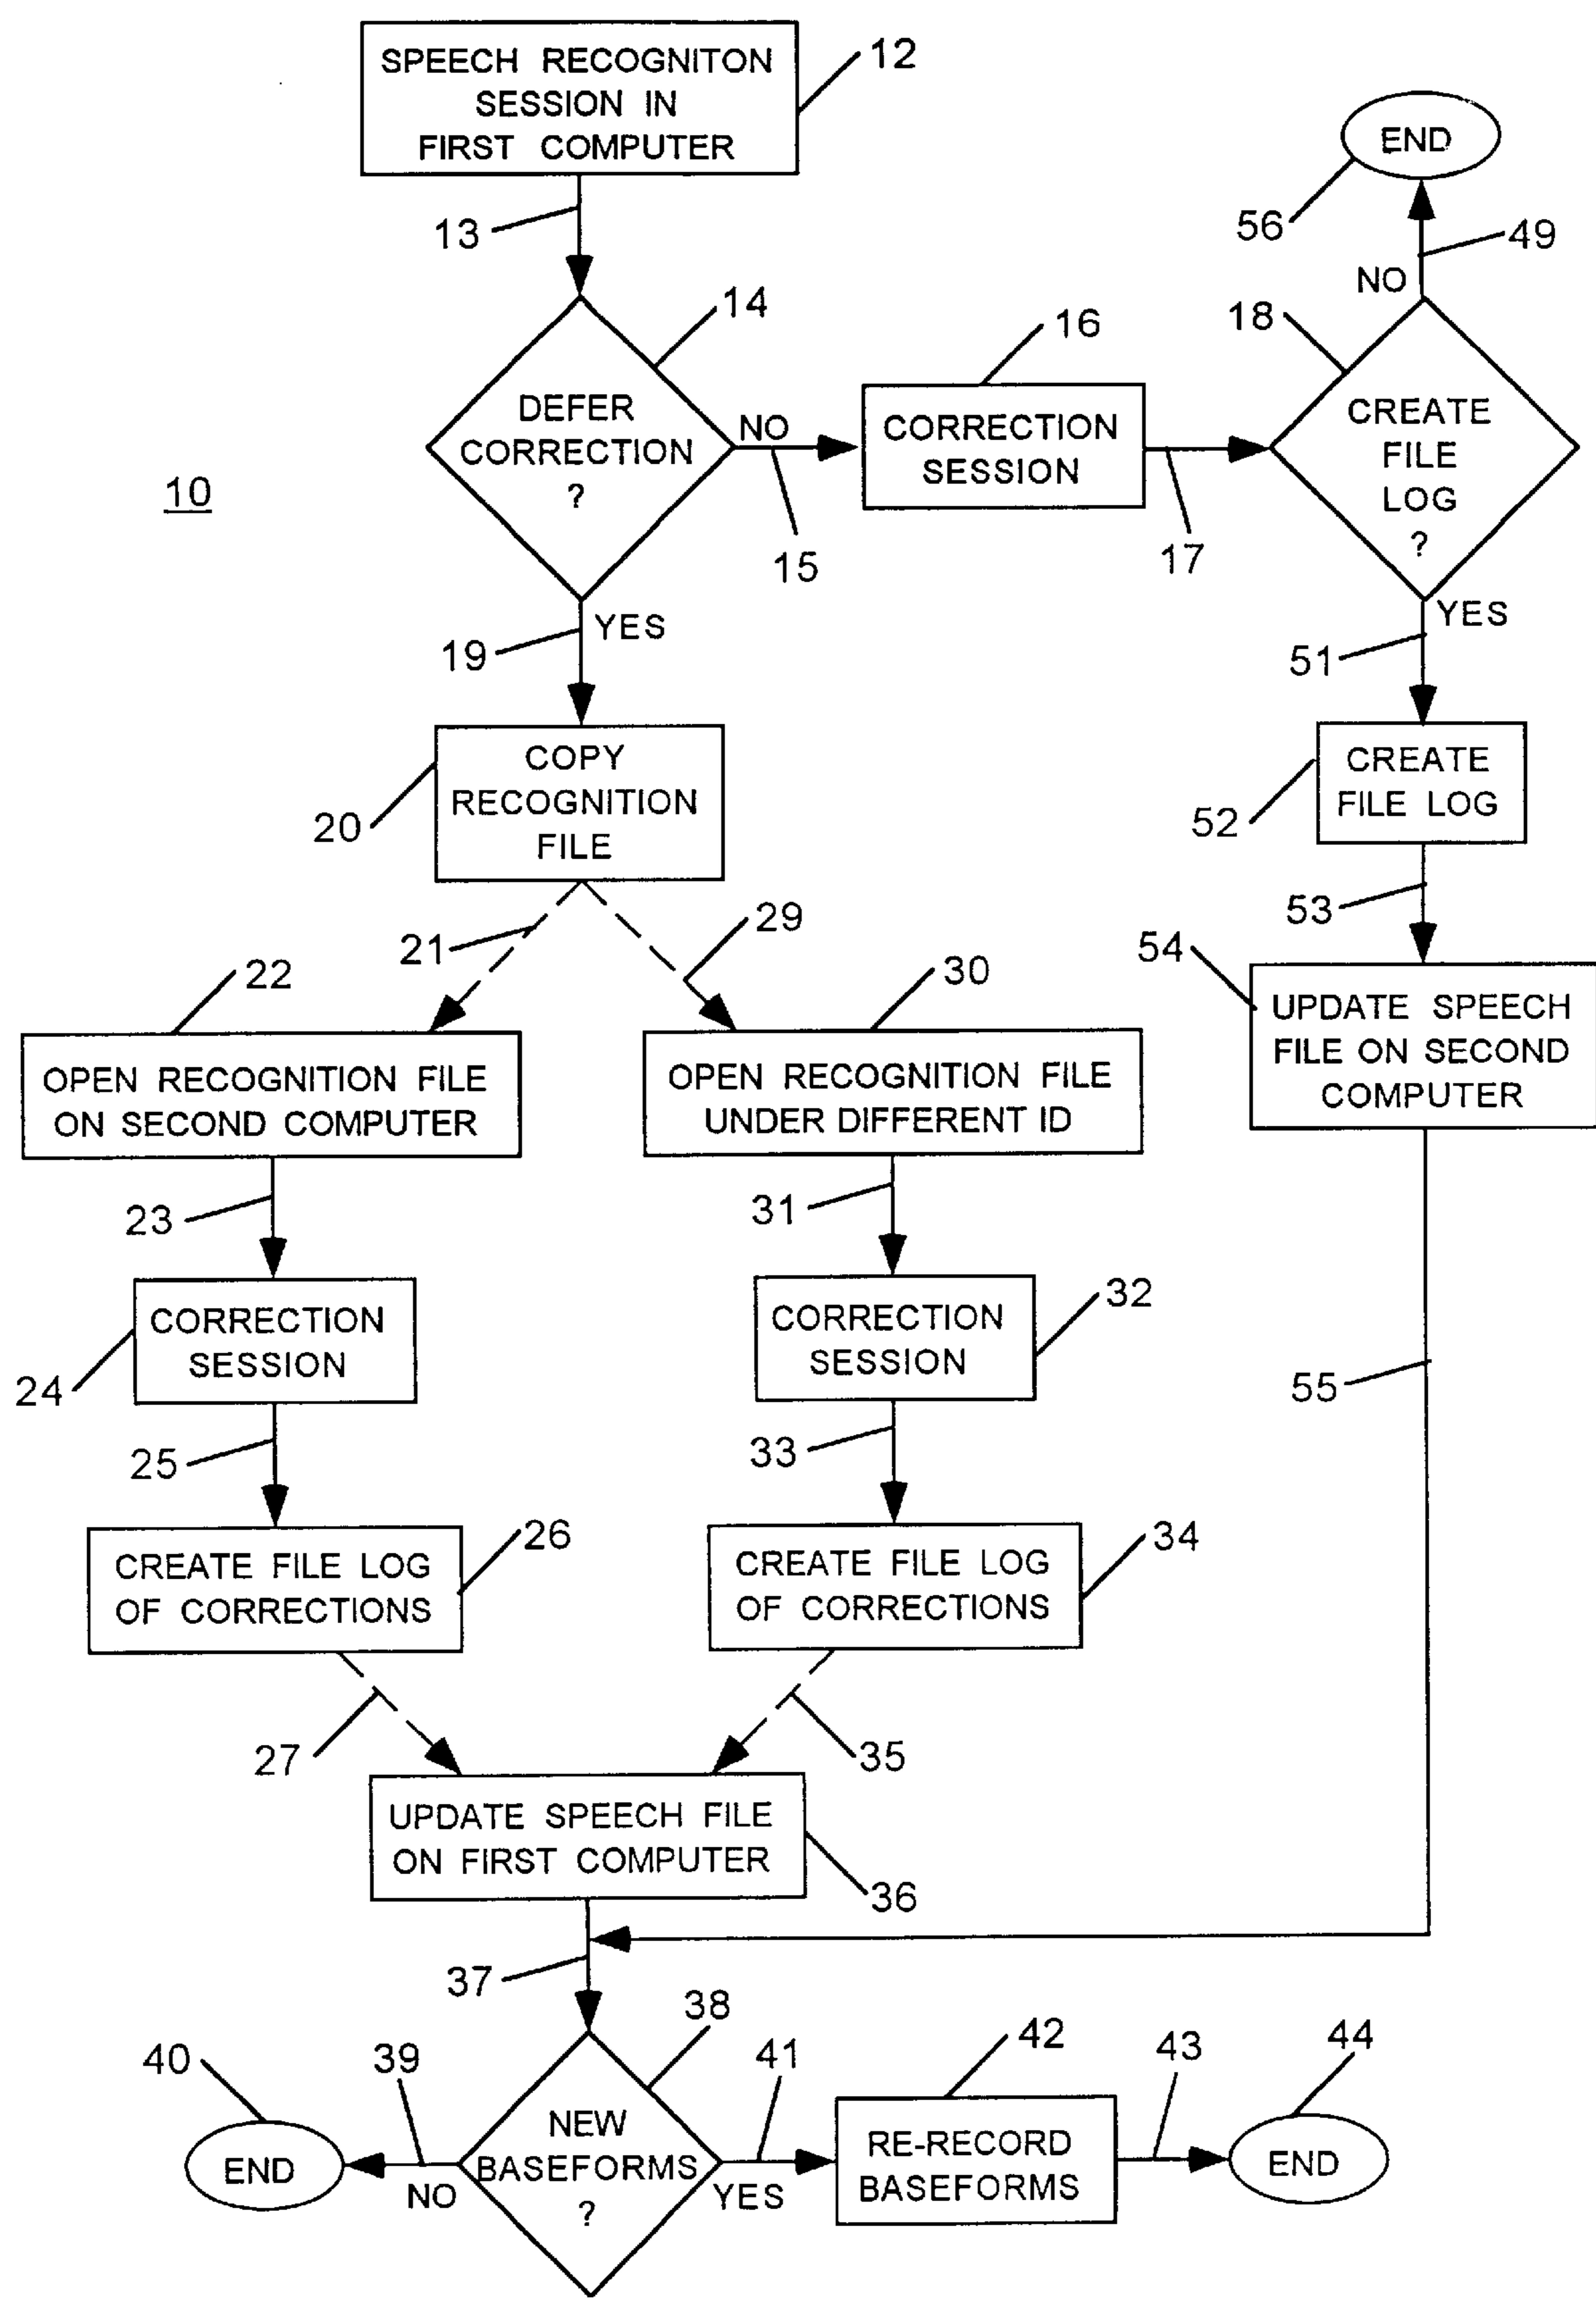 SPEECH RECOGNITON
SESSION IN
FIRST COMPUTER
12
13
END
56
49
NO
14
DEFER
CORRECTION
?
NO
15
16
CORRECTION
SESSION
17
18
CREATE
FILE
LOG
?
10
YES
19
YES
51
COPY
RECOGNITION
FILE
20
CREATE
FILE LOG
52
53
21
29
22
OPEN RECOGNITION FILE
ON SECOND COMPUTER
30
OPEN RECOGNITION FILE
UNDER DIFFERENT ID
54
UPDATE SPEECH
FILE ON SECOND
COMPUTER
23
31
CORRECTION
SESSION
24
CORRECTION
SESSION
32
55
25
33
CREATE FILE LOG
OF CORRECTIONS
26
CREATE FILE LOG
OF CORRECTIONS
34
27
35
UPDATE SPEECH FILE
ON FIRST COMPUTER
36
37
38
NEW
BASEFORMS
?
40
39
END
NO
41
YES
42
RE-RECORD
BASEFORMS
43
44
END